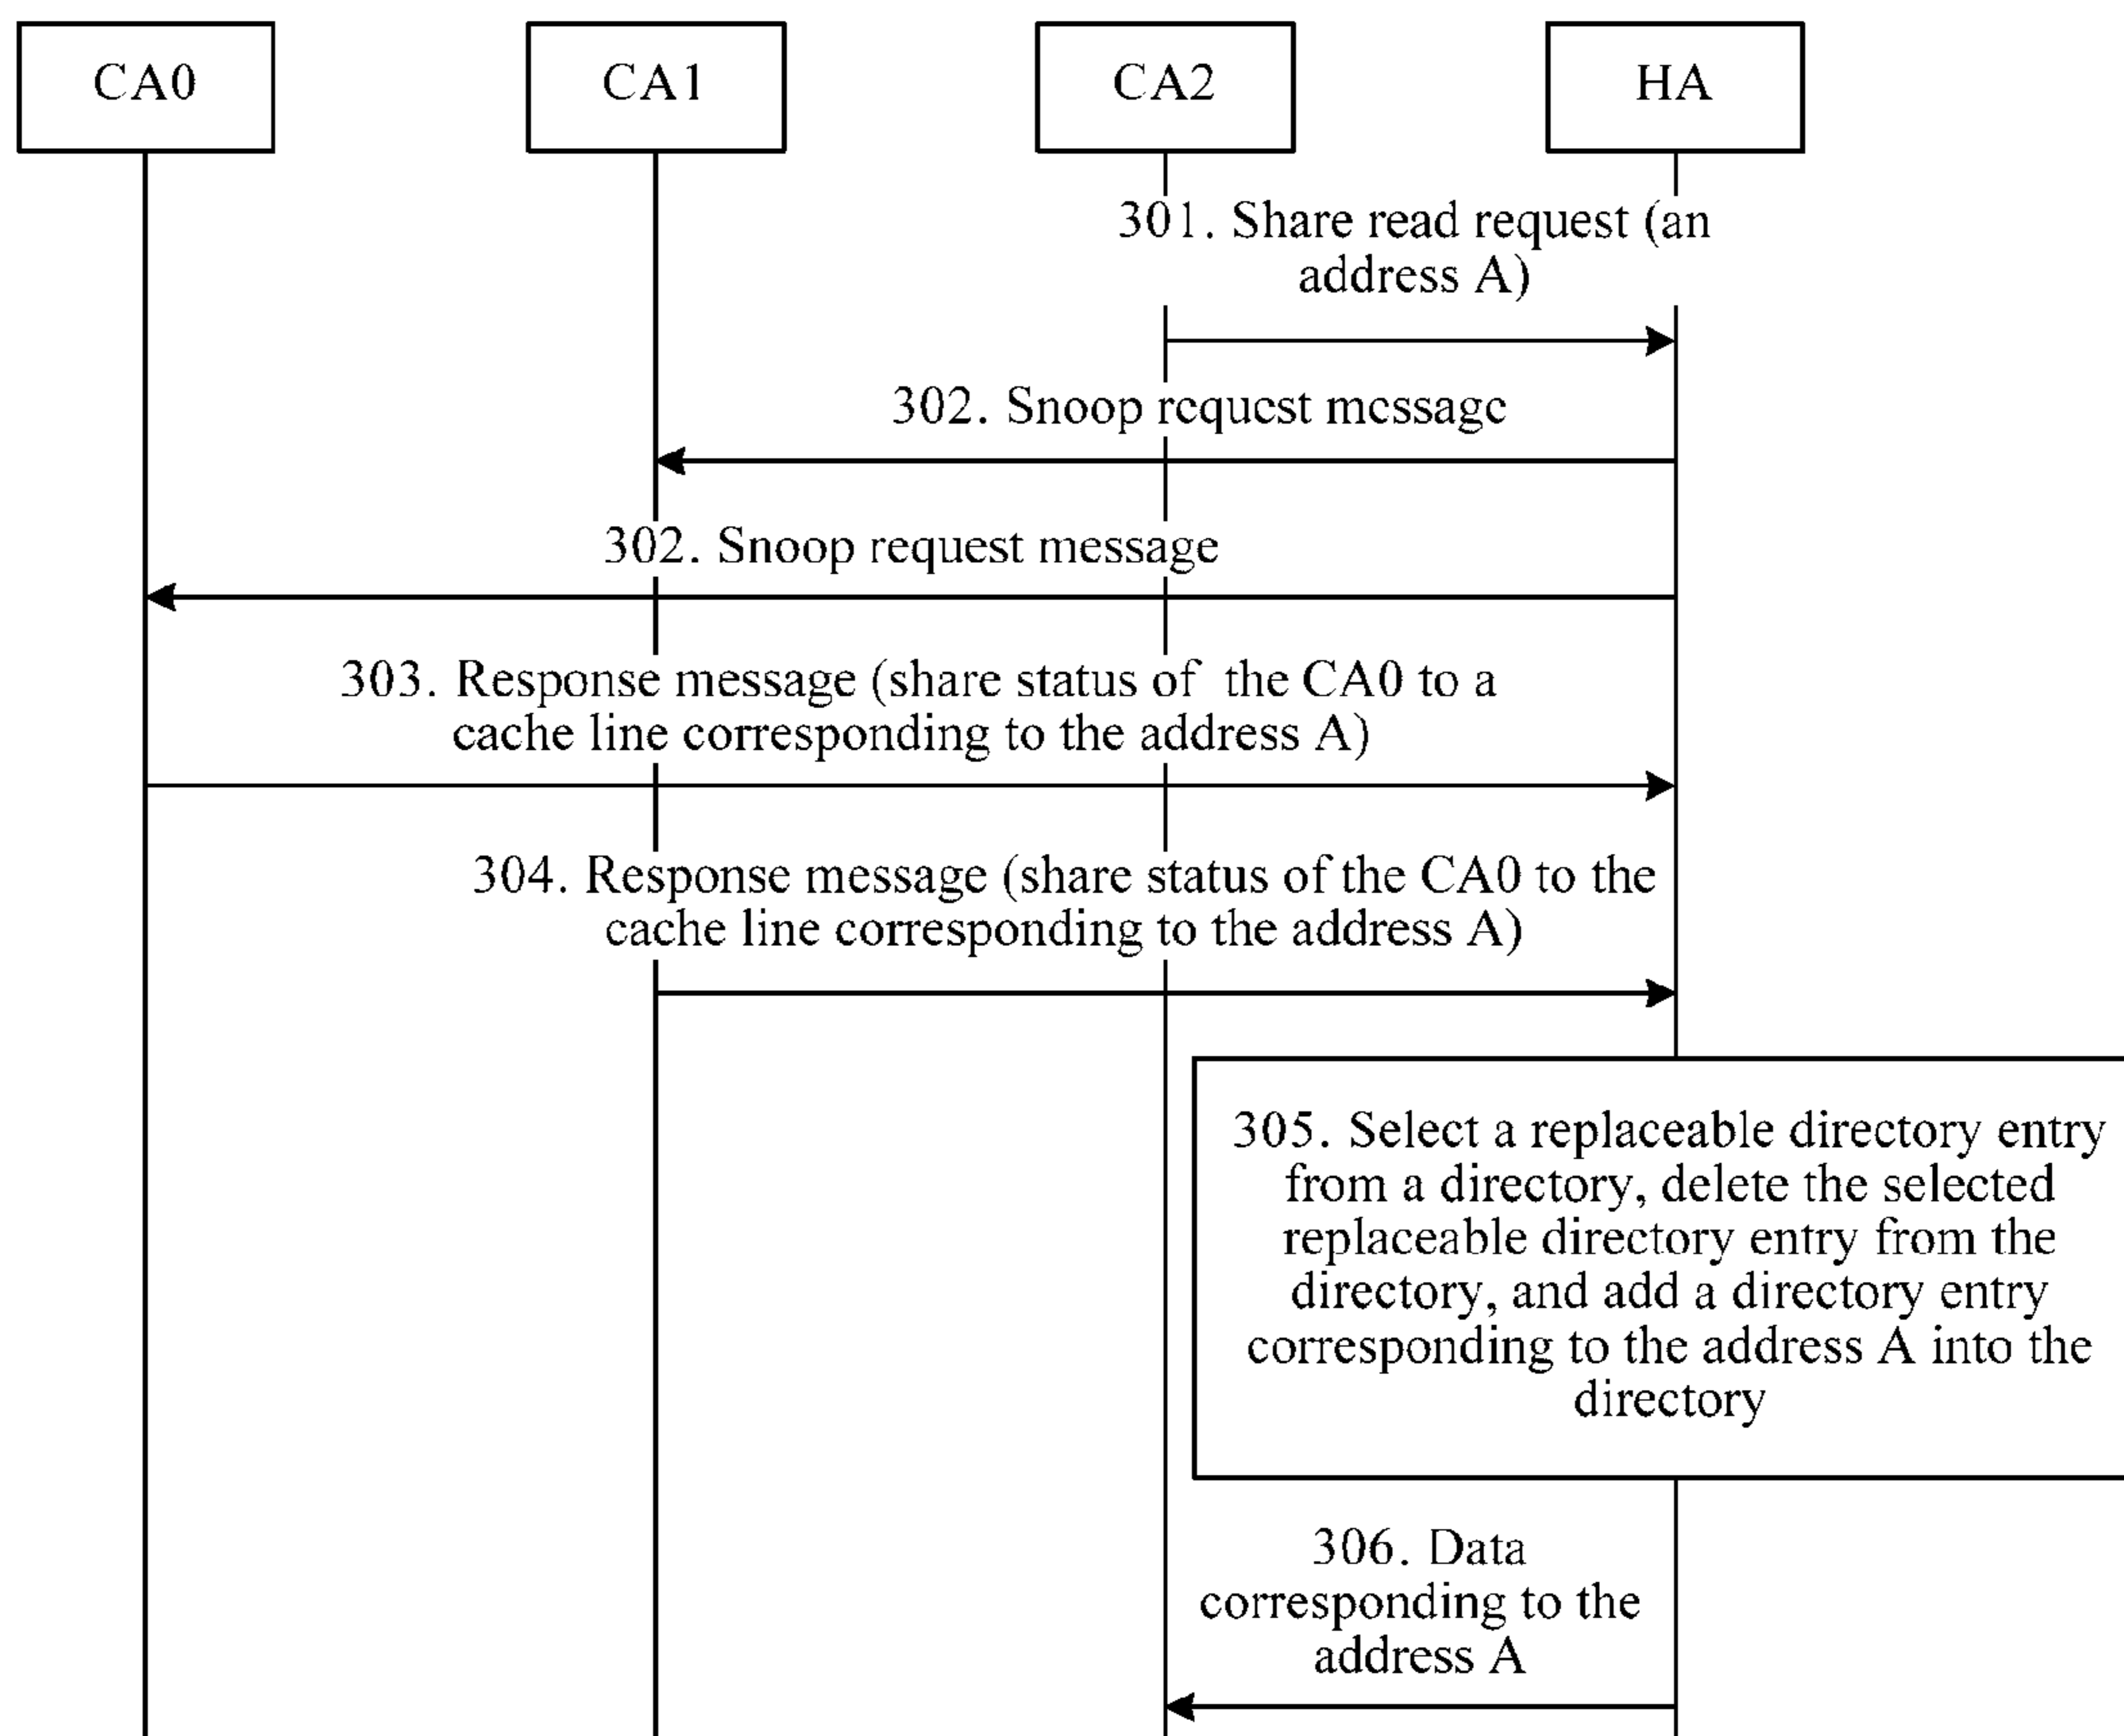 CA0
CA1
CA2
HA
301. Share read request (an
address A)
302. Snoop request message
302. Snoop request message
303. Response message (share status of the CA0 to a
cache line corresponding to the address A)
304. Response message (share status of the CA0 to the
cache line corresponding to the address A)
305. Select a replaceable directory entry
from a directory, delete the selected
replaceable directory entry from the
directory, and add a directory entry
corresponding to the address A into the
directory
306. Data
corresponding to the
address A